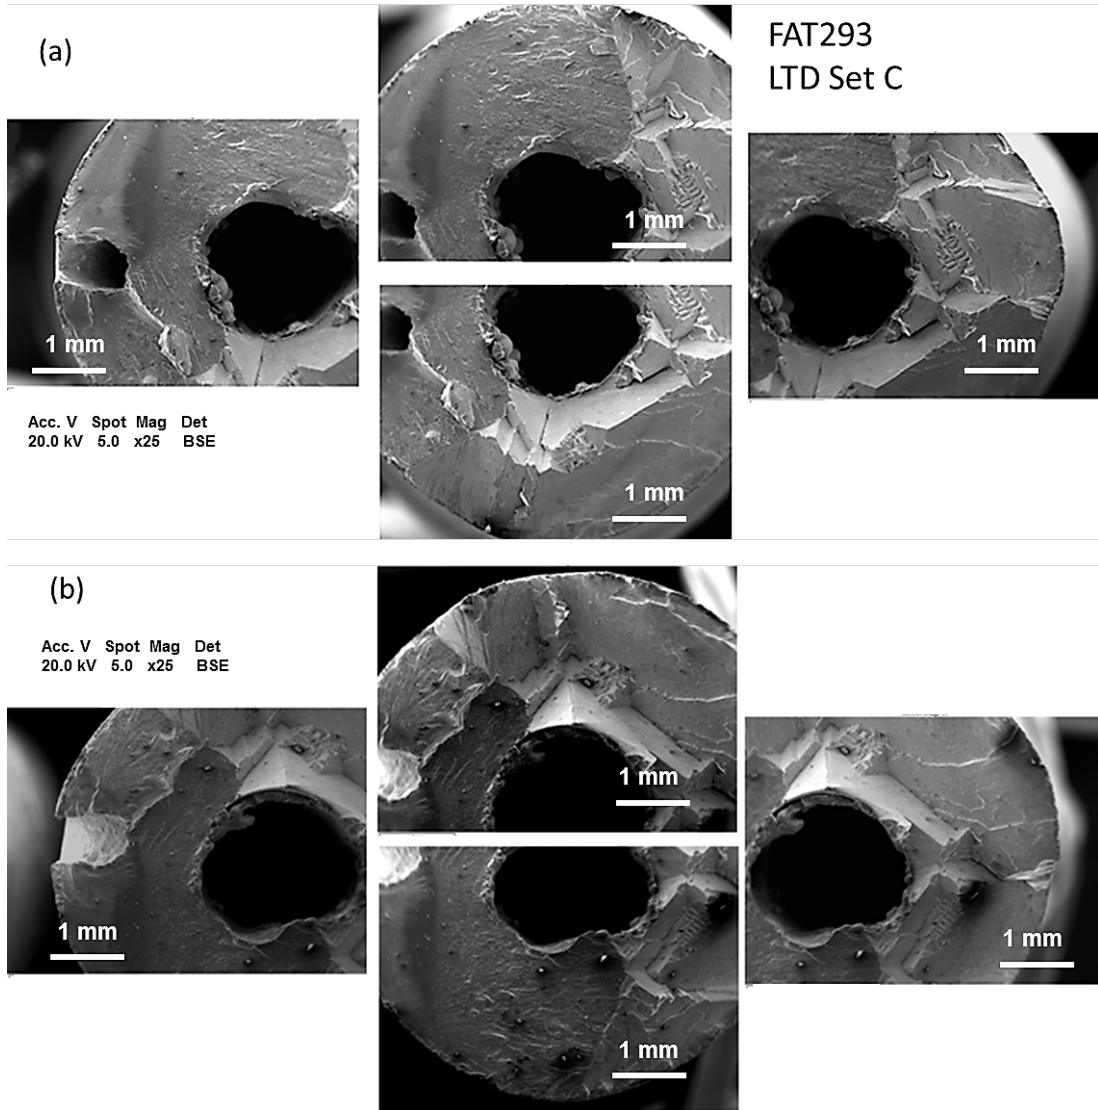 (a)
FAT293
LTD Set C
1 mm
1 mm
1 mm
1 mm
Acc. V Spot Mag Det
20.0 kV 5.0 x25 BSE
(b)
Acc. V Spot Mag Det
20.0 kV 5.0 x25 BSE
1 mm
1 mm
1 mm
1 mm